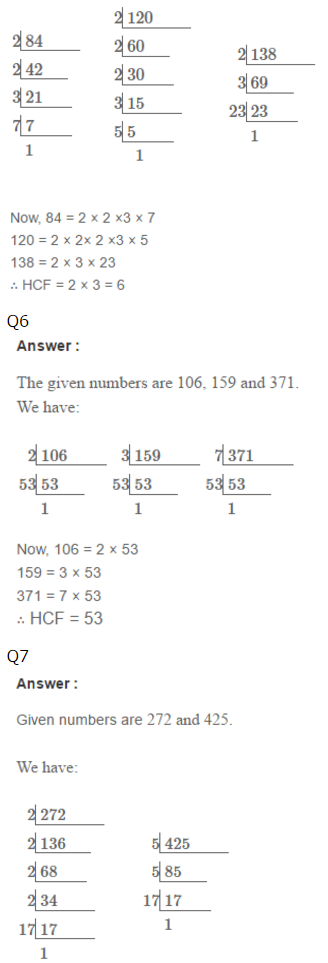 2 84
2 42
3 21
7 7
1
2 120
2 60
2 30
3 15
5 5
1
2 138
3 69
23 23
1
Now, 84 = 2 × 2 ×3 × 7
120 = 2 × 2× 2 ×3 × 5
138 = 2 × 3 × 23
∴ HCF = 2 × 3 = 6
Q6
Answer :
The given numbers are 106, 159 and 371.
We have:
2 106
53 53
1
3 159
53 53
1
7 371
53 53
1
Now, 106 = 2 × 53
159 = 3 × 53
371 = 7 × 53
∴ HCF = 53
Q7
Answer :
Given numbers are 272 and 425.
We have:
2 272
2 136
2 68
2 34
17 17
1
5 425
5 85
17 17
1